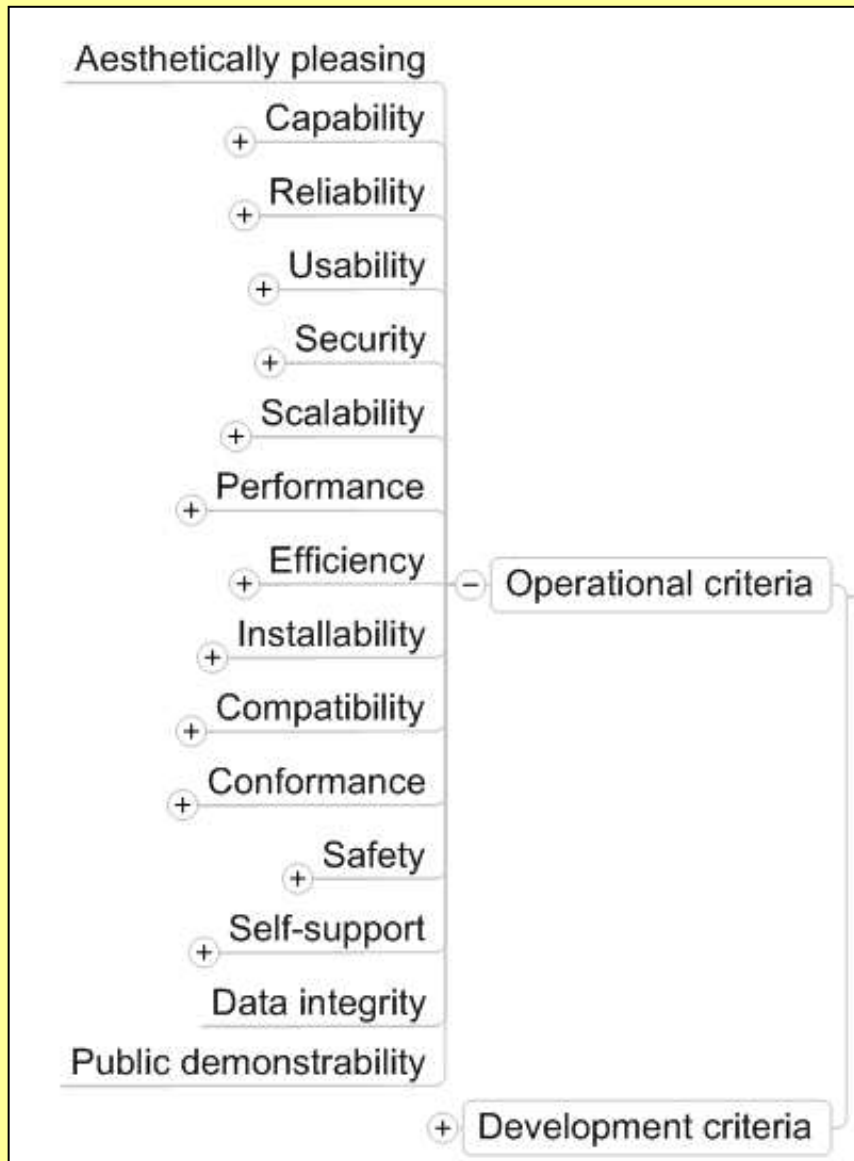 Aesthetically pleasing
Capability
Reliability
Usability
Security
Scalability
Performance
Efficiency
Installability
Compatibility
Conformance
Safety
Self-support
Data integrity
Public demonstrability
Operational criteria
Development criteria